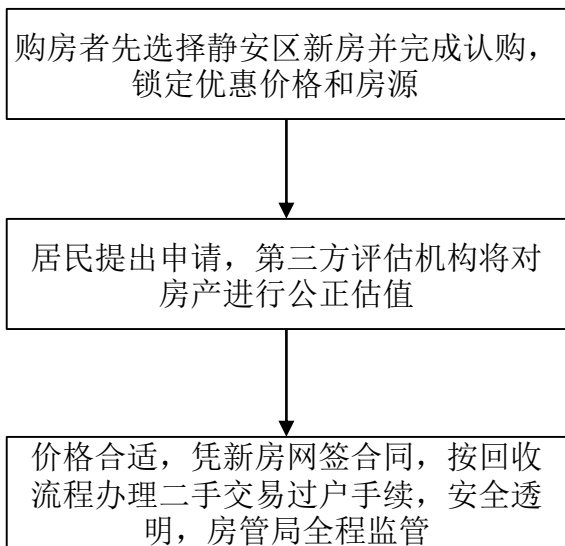 购房者先选择静安区新房并完成认购，
锁定优惠价格和房源
居民提出申请，第三方评估机构将对
房产进行公正估值
价格合适，凭新房网签合同，按回收
流程办理二手交易过户手续，安全透
明，房管局全程监管